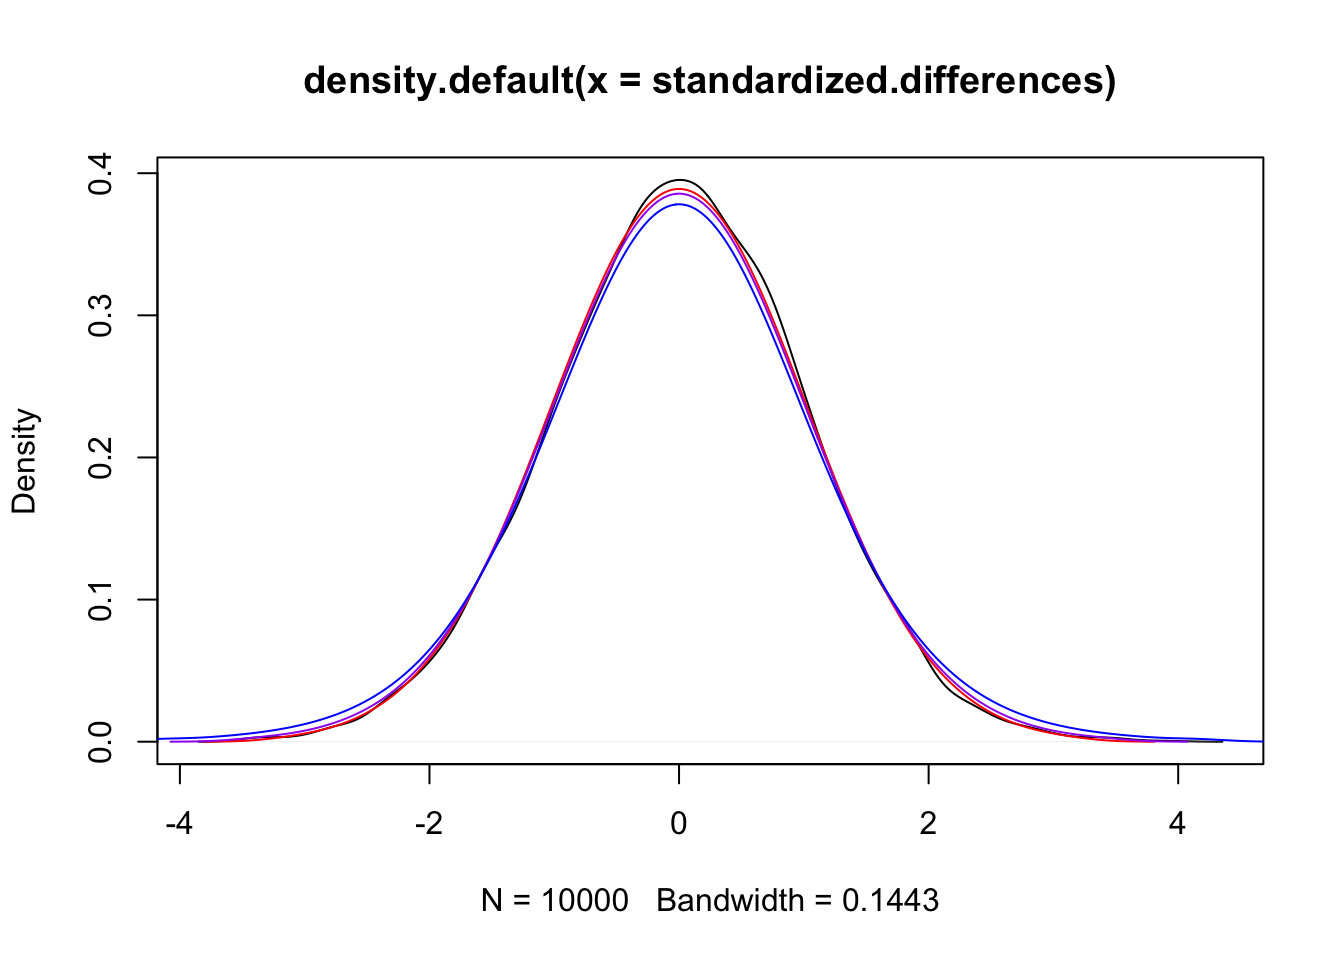 density.default(x = standardized.differences)
Density
0.4
0.3
0.2
0.1
0.0
-4 -2 0 2 4
N = 10000 Bandwidth = 0.1443